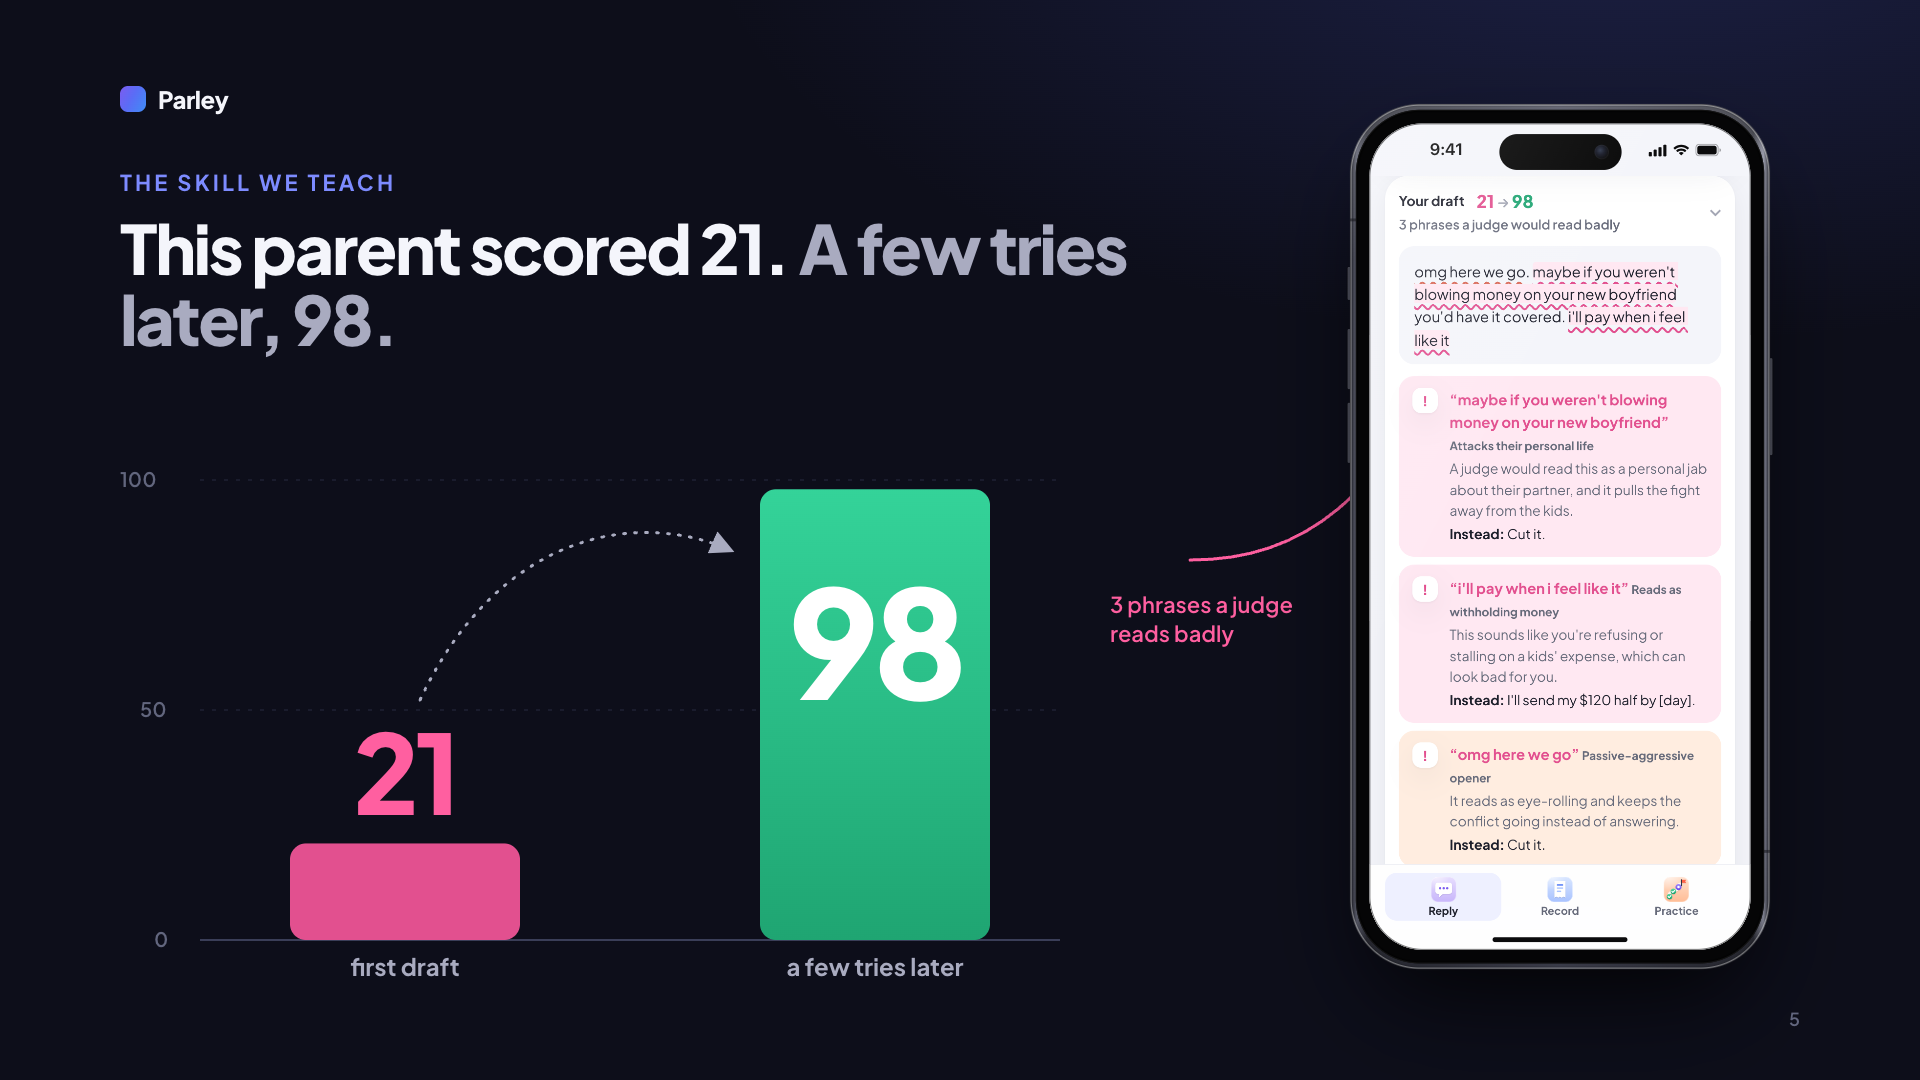 Parley
THE SKILL WE TEACH
This parent scored 21. A few tries
later, 98.
100
50
0
21
98
first draft
a few tries later
3 phrases a judge
reads badly
9:41
Your draft 21 → 98
3 phrases a judge would read badly
omg here we go. maybe if you weren't
blowing money on your new boyfriend
you'd have it covered. i'll pay when i feel
like it
! “maybe if you weren't blowing
money on your new boyfriend”
Attacks their personal life
A judge would read this as a personal jab
about their partner, and it pulls the fight
away from the kids.
Instead: Cut it.
! “i'll pay when i feel like it” Reads as
withholding money
This sounds like you're refusing or
stalling on a kids' expense, which can
look bad for you.
Instead: I'll send my $120 half by [day].
! “omg here we go” Passive-aggressive
opener
It reads as eye-rolling and keeps the
conflict going instead of answering.
Instead: Cut it.
Reply
Record
Practice
5